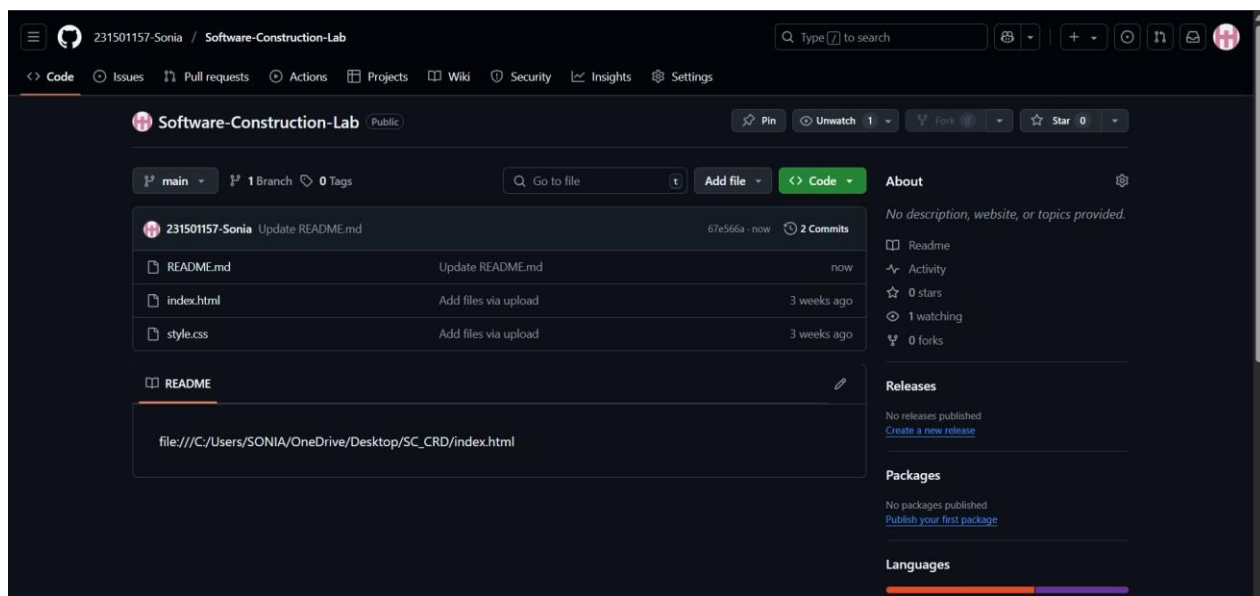 231501157-Sonia / Software-Construction-Lab
Type / to search
Code Issues Pull requests Actions Projects Wiki Security Insights Settings
Software-Construction-Lab Public
Pin Unwatch 1 Fork 0 Star 0
main 1 Branch 0 Tags
Go to file t
Add file Code
231501157-Sonia Update README.md 67e566a · now 2 Commits
README.md Update README.md now
index.html Add files via upload 3 weeks ago
style.css Add files via upload 3 weeks ago
README
file:///C:/Users/SONIA/OneDrive/Desktop/SC_CRD/index.html
About
No description, website, or topics provided.
Readme
Activity
0 stars
1 watching
0 forks
Releases
No releases published
Create a new release
Packages
No packages published
Publish your first package
Languages